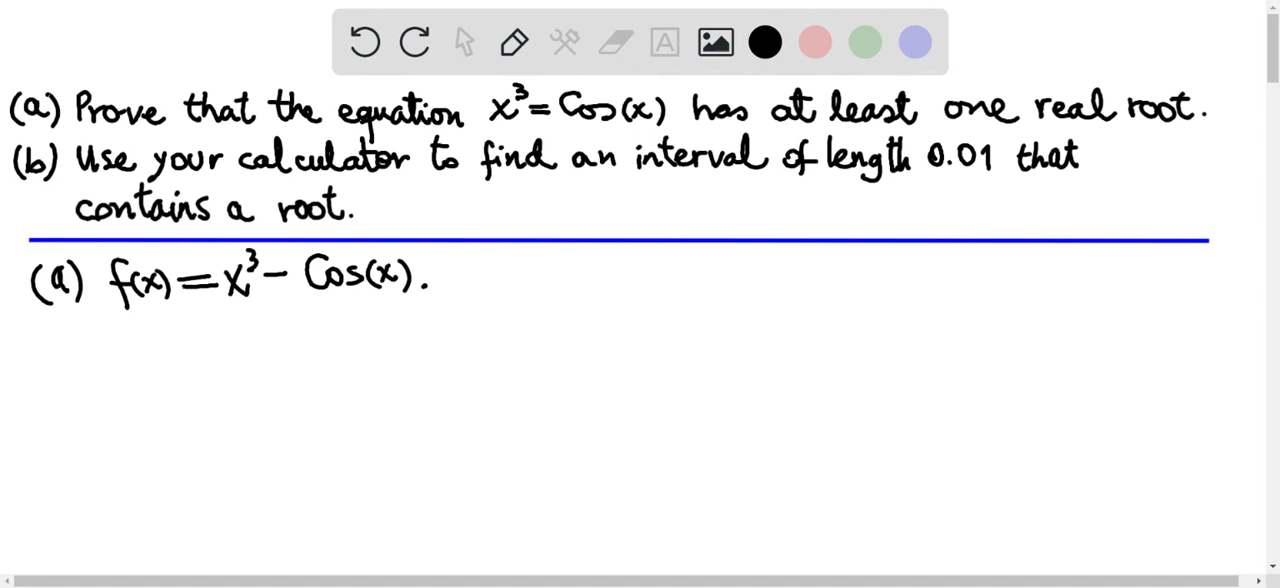 (a) Prove that the equation x³ = Cos(x) has at least one real root.
(b) Use your calculator to find an interval of length 0.01 that
contains a root.
(a) f(x) = x³ - Cos(x).